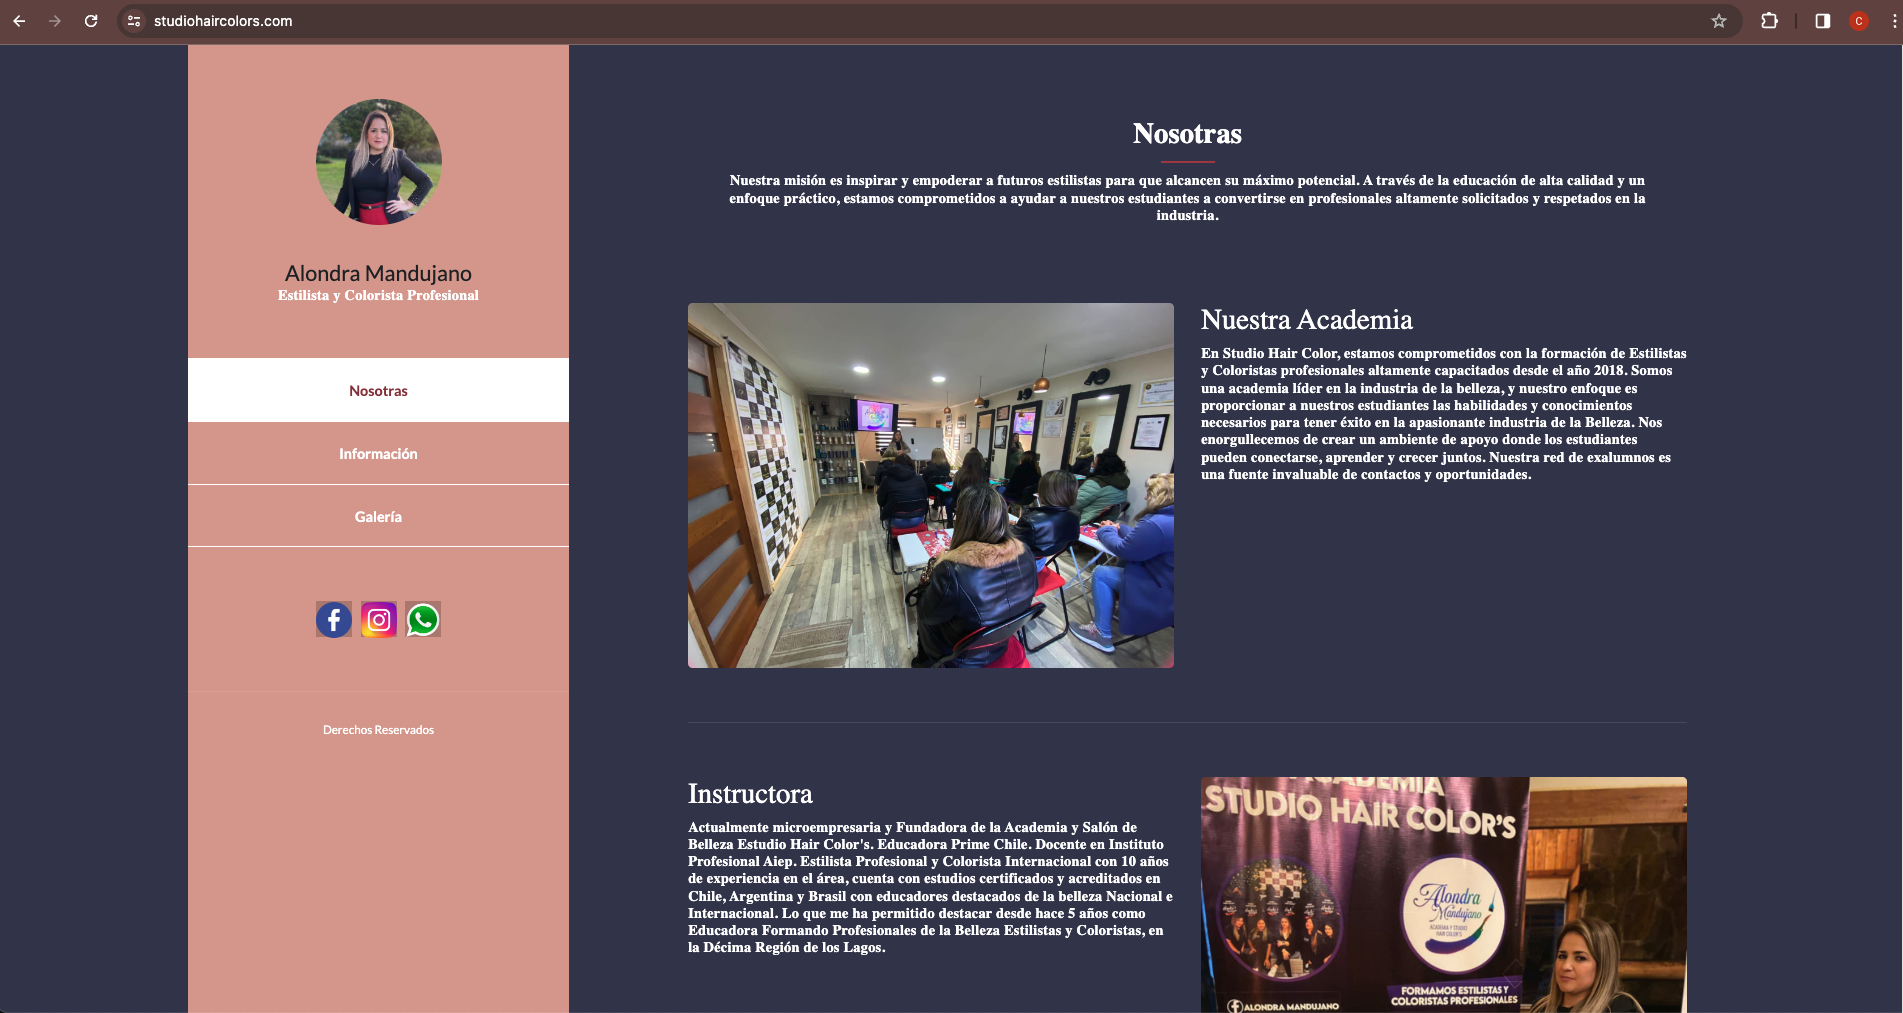 studiohaircolors.com
C
Alondra Mandujano
Estilista y Colorista Profesional
Nosotras
Información
Galería
Derechos Reservados
Nosotras
Nuestra misión es inspirar y empoderar a futuros estilistas para que alcancen su máximo potencial. A través de la educación de alta calidad y un
enfoque práctico, estamos comprometidos a ayudar a nuestros estudiantes a convertirse en profesionales altamente solicitados y respetados en la
industria.
Nuestra Academia
En Studio Hair Color, estamos comprometidos con la formación de Estilistas
y Coloristas profesionales altamente capacitados desde el año 2018. Somos
una academia líder en la industria de la belleza, y nuestro enfoque es
proporcionar a nuestros estudiantes las habilidades y conocimientos
necesarios para tener éxito en la apasionante industria de la Belleza. Nos
enorgullecemos de crear un ambiente de apoyo donde los estudiantes
pueden conectarse, aprender y crecer juntos. Nuestra red de exalumnos es
una fuente invaluable de contactos y oportunidades.
Instructora
Actualmente microempresaria y Fundadora de la Academia y Salón de
Belleza Estudio Hair Color's. Educadora Prime Chile. Docente en Instituto
Profesional Aiep. Estilista Profesional y Colorista Internacional con 10 años
de experiencia en el área, cuenta con estudios certificados y acreditados en
Chile, Argentina y Brasil con educadores destacados de la belleza Nacional e
Internacional. Lo que me ha permitido destacar desde hace 5 años como
Educadora Formando Profesionales de la Belleza Estilistas y Coloristas, en
la Décima Región de los Lagos.
ACADEMIA
STUDIO HAIR COLOR'S
Alondra
Mandujano
ACADEMIA Y STUDIO
HAIR COLOR'S
FORMAMOS ESTILISTAS Y
COLORISTAS PROFESIONALES
ALONDRA MANDUJANO